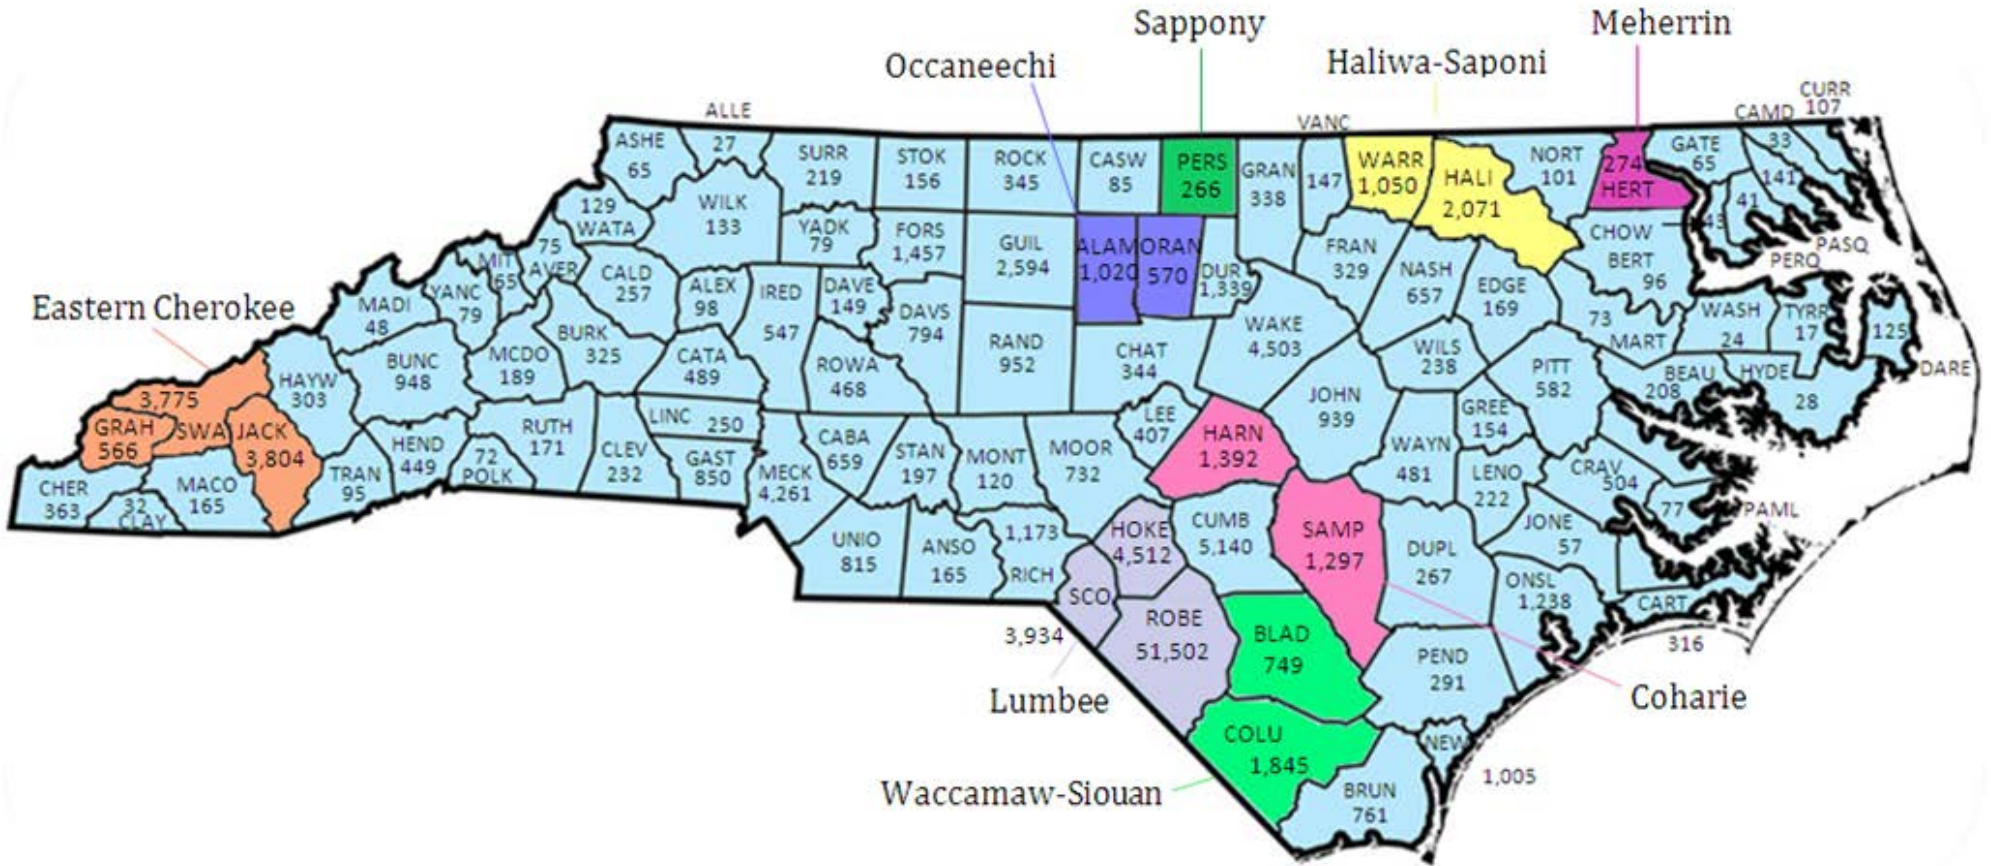 Sappony
Meherrin
Occaneechi
Haliwa-Saponi
ALLE
VANC
CAMD
CURR
107
ASHE
65
27
SURR
219
STOK
156
ROCK
345
CASW
85
PERS
266
GRAN
338
147
WARR
1,050
HALI
2,071
NORT
101
274
HERT
GATE
65
33
141
41
43
129
WATA
WILK
133
YADK
79
FORS
1,457
GUIL
2,594
ALAM
1,020
ORAN
570
DUR
1,339
FRAN
329
NASH
657
EDGE
169
CHOW
BERT
96
PASQ
PERQ
75
AVER
MIT
65
YANC
79
MADI
48
CALD
257
ALEX
98
IRED
547
DAVE
149
DAVS
794
RAND
952
CHAT
344
WAKE
4,503
WILS
238
73
MART
WASH
24
TYRR
17
125
DARE
Eastern Cherokee
HAYW
303
BUNC
948
MCDO
189
BURK
325
CATA
489
ROWA
468
JOHN
939
PITT
582
BEAU
208
HYDE
28
3,775
GRAH
566
SWA
JACK
3,804
HEND
449
72
POLK
RUTH
171
CLEV
232
LINC 250
GAST
850
MECK
4,261
CABA
659
STAN
197
MONT
120
MOOR
732
LEE
407
HARN
1,392
WAYN
481
GREE
154
LENO
222
CRAV
504
77
PAML
CHER
363
32
CLAY
MACO
165
TRAN
95
UNIO
815
ANSO
165
1,173
RICH
HOKE
4,512
CUMB
5,140
SAMP
1,297
DUPL
267
JONE
57
ONSL
1,238
CART
316
SCO
3,934
ROBE
51,502
BLAD
749
PEND
291
Lumbee
Coharie
COLU
1,845
NEW
1,005
BRUN
761
Waccamaw-Siouan